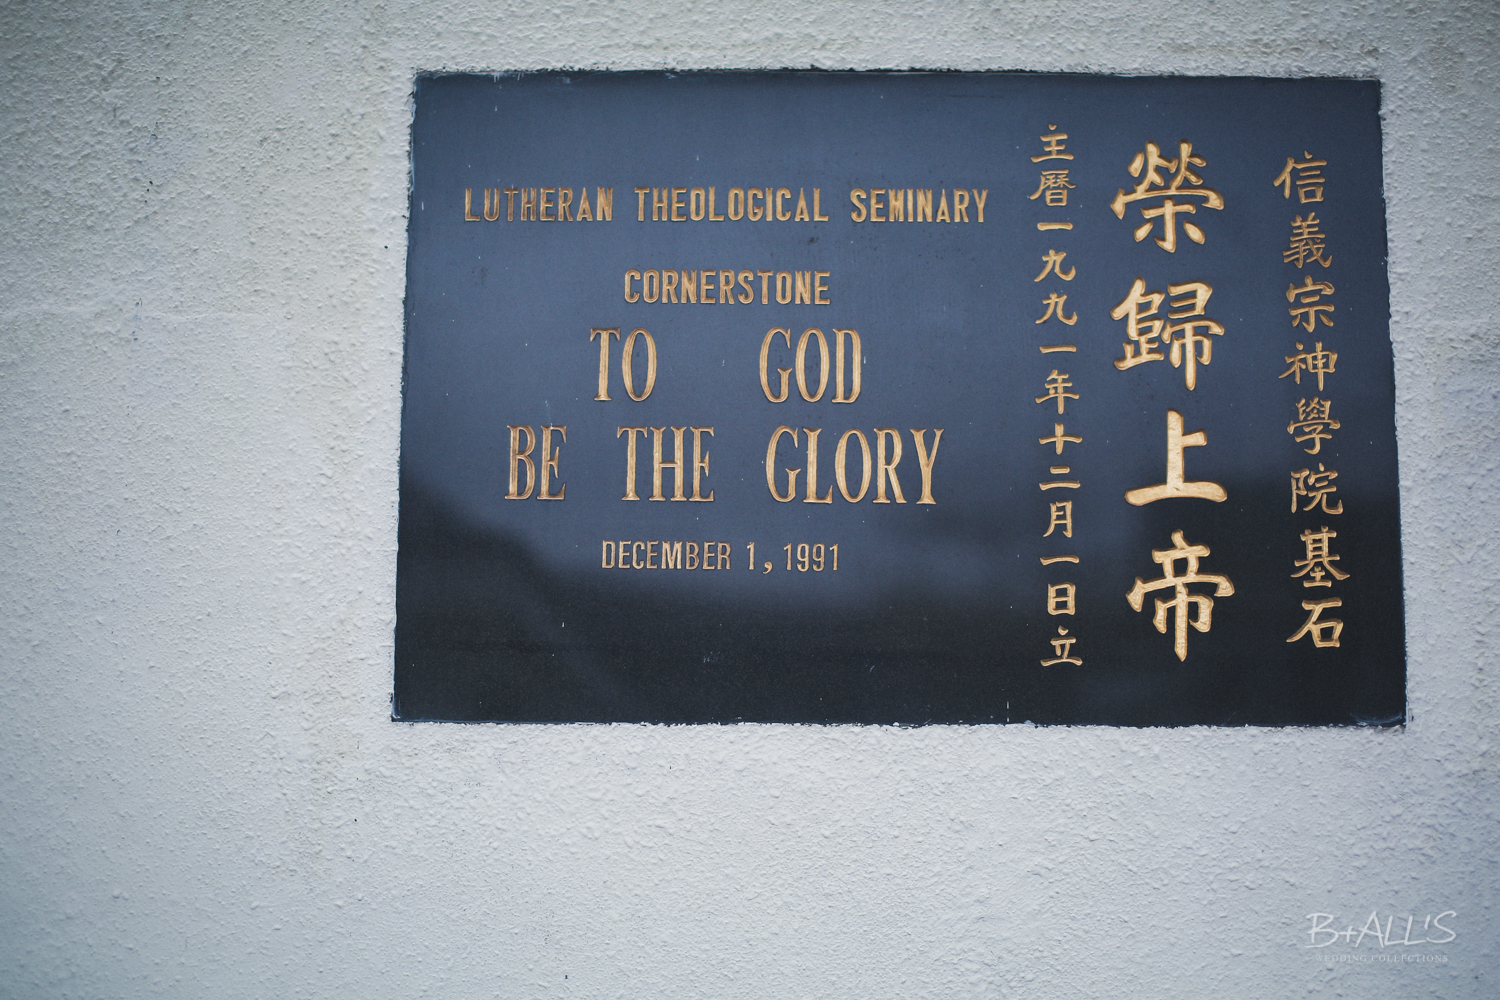 LUTHERAN THEOLOGICAL SEMINARY
CORNERSTONE
TO GOD
BE THE GLORY
DECEMBER 1, 1991
信義宗神學院基石
榮歸上帝
主曆一九九一年十二月一日立
B+ALL'S
WEDDING COLLECTIONS